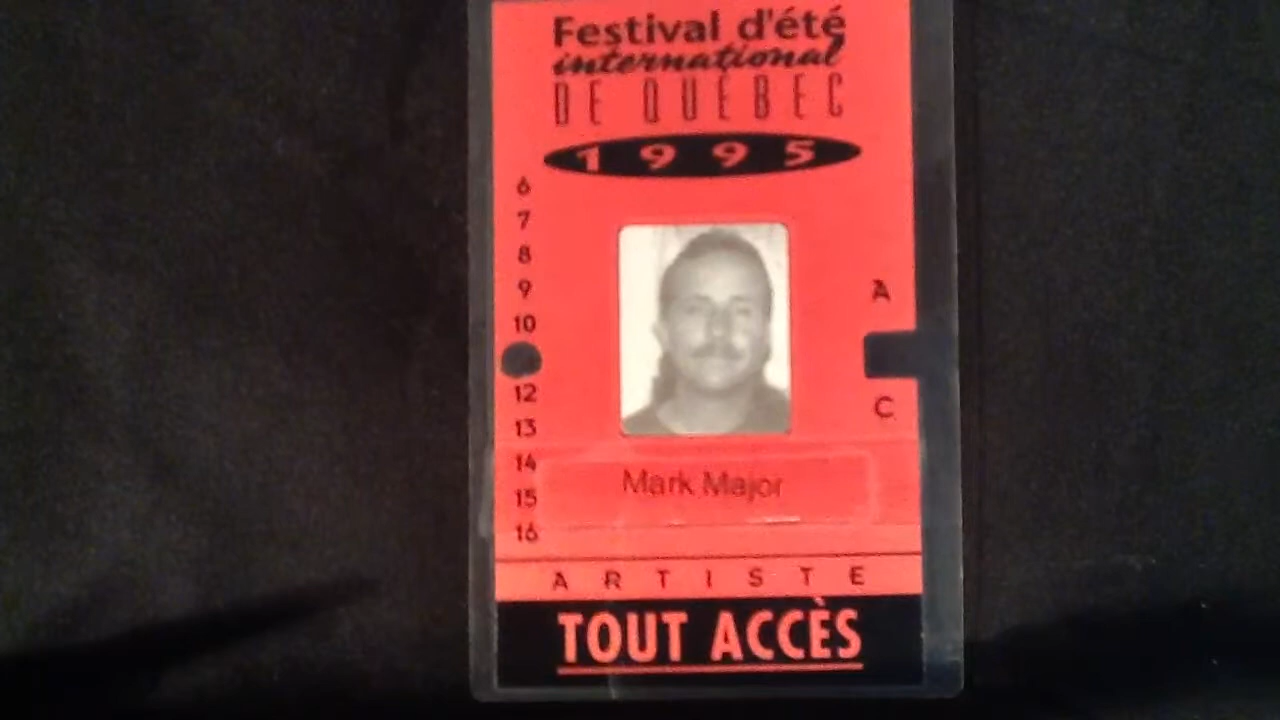 Festival d'été
international
DE QUÉBEC
1995
6
7
8
9
A
10
12
C
13
14
Mark Major
15
16
ARTISTE
TOUT ACCÈS